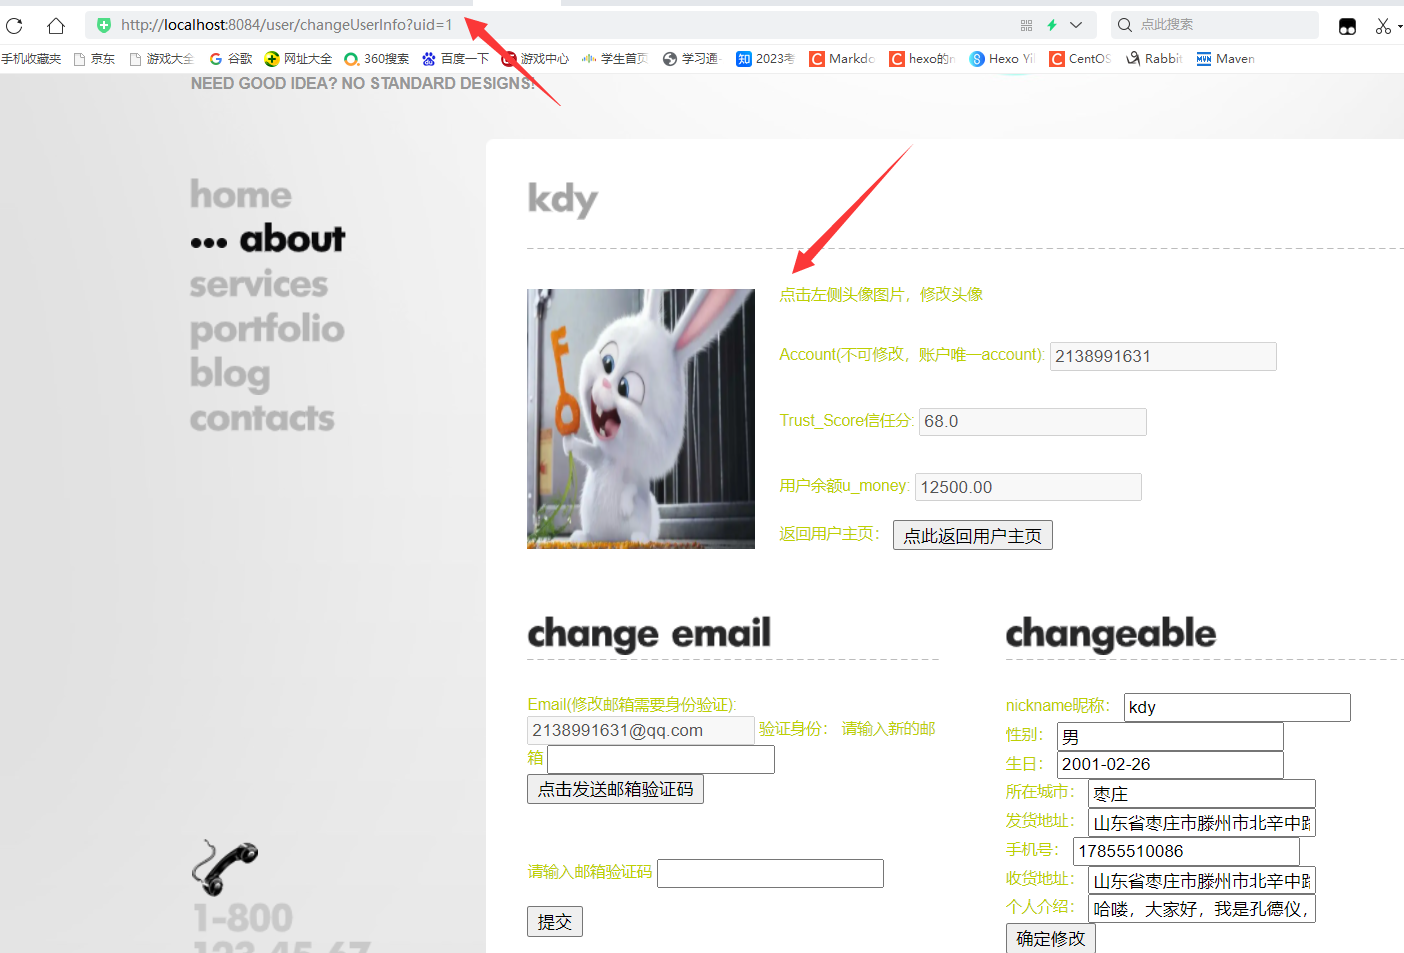 http://localhost:8084/user/changeUserInfo?uid=1
点此搜索
手机收藏夹 京东 游戏大全 谷歌 网址大全 360搜索 百度一下 游戏中心 学生首页 学习通 2023考 Markdo hexo的n Hexo Yi CentOS Rabbit Maven
NEED GOOD IDEA? NO STANDARD DESIGNS!
home
••• about
services
portfolio
blog
contacts
1-800
123 45 67
kdy
点击左侧头像图片，修改头像
Account(不可修改，账户唯一account): 2138991631
Trust_Score信任分: 68.0
用户余额u_money: 12500.00
返回用户主页： 点此返回用户主页
change email
Email(修改邮箱需要身份验证):
2138991631@qq.com 验证身份： 请输入新的邮
箱
点击发送邮箱验证码
请输入邮箱验证码
提交
changeable
nickname昵称： kdy
性别： 男
生日： 2001-02-26
所在城市： 枣庄
发货地址： 山东省枣庄市滕州市北辛中路
手机号： 17855510086
收货地址： 山东省枣庄市滕州市北辛中路
个人介绍： 哈喽，大家好，我是孔德仪，
确定修改